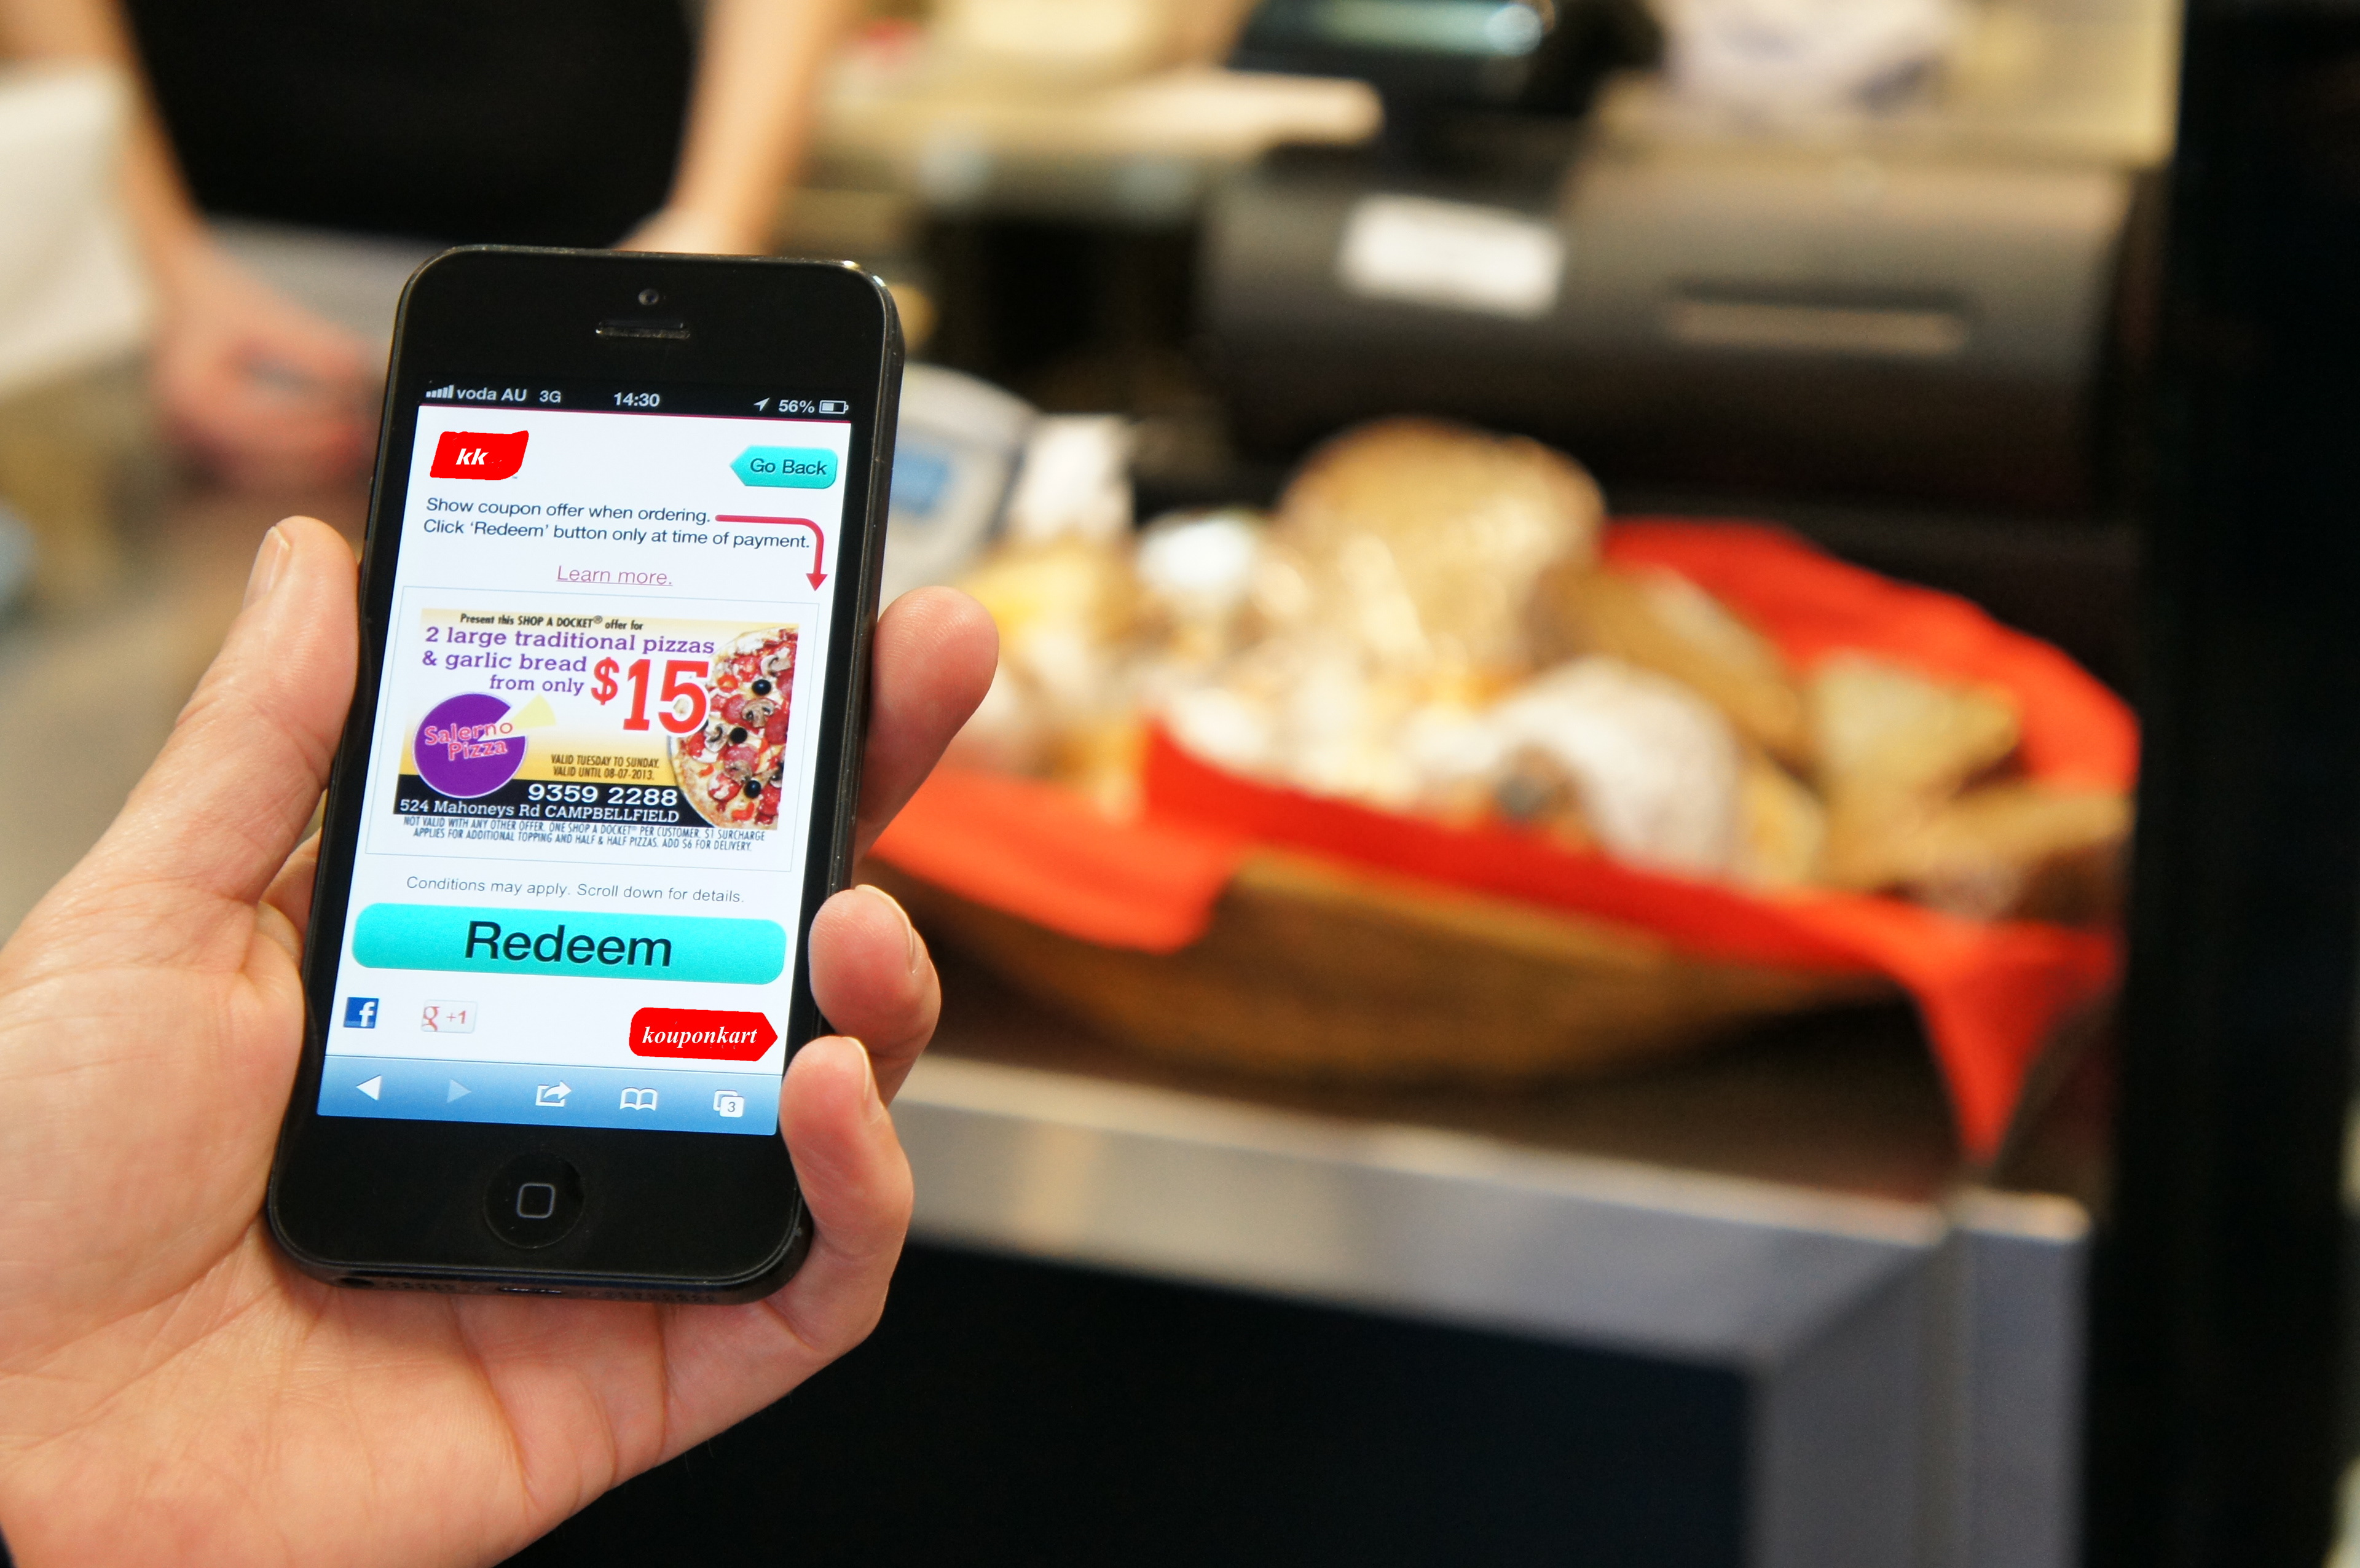 voda AU 3G 14:30 56%
kk
Go Back
Show coupon offer when ordering.
Click ‘Redeem’ button only at time of payment.
Learn more.
Present this SHOP A DOCKET® offer for
2 large traditional pizzas
& garlic bread
from only $15
Salerno
Pizza
VALID TUESDAY TO SUNDAY.
VALID UNTIL 08-07-2013.
9359 2288
524 Mahoneys Rd CAMPBELLFIELD
NOT VALID WITH ANY OTHER OFFER. ONE SHOP A DOCKET® PER CUSTOMER. $1 SURCHARGE
APPLIES FOR ADDITIONAL TOPPING AND HALF & HALF PIZZAS. ADD $6 FOR DELIVERY.
Conditions may apply. Scroll down for details.
Redeem
f
g +1
kouponkart
3